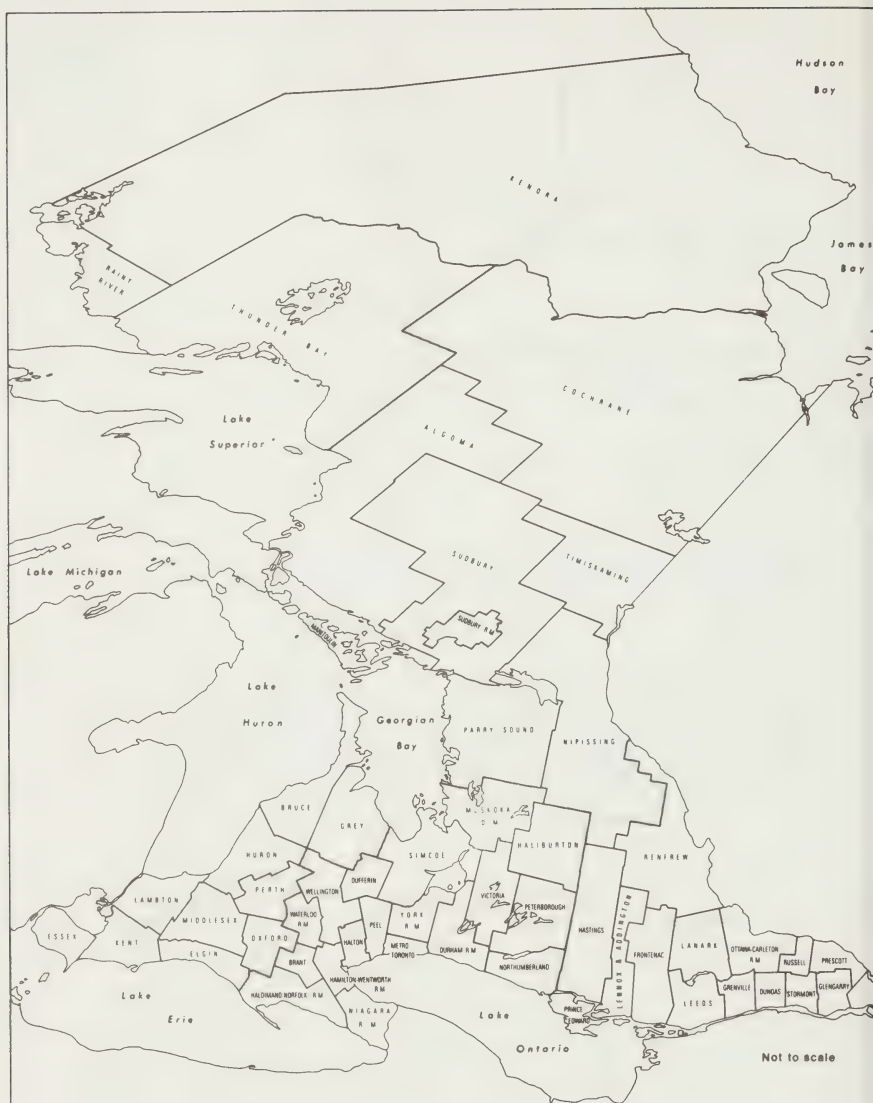 Hudson
Bay
KENORA
James
Bay
RAINY
RIVER
THUNDER BAY
COCHRANE
Lake
Superior
ALGOMA
SUDBURY
TIMISKAMING
Lake Michigan
SUDBURY R M
MANITOULIN
Lake
Huron
Georgian
Bay
PARRY SOUND
NIPISSING
BRUCE
GREY
MUSKOKA
D. M.
HALIBURTON
SIMCOE
RENFREW
HURON
PERTH
WELLINGTON
DUFFERIN
VICTORIA
PETERBOROUGH
LAMBTON
MIDDLESEX
WATERLOO
R M
PEEL
YORK
R M
HASTINGS
LENNOX & ADDINGTON
FRONTENAC
LANARK
OTTAWA-CARLETON
R M
RUSSELL
PRESCOTT
ESSEX
KENT
ELGIN
OXFORD
BRANT
HALTON
METRO
TORONTO
DURHAM R M
NORTHUMBERLAND
HALDIMAND-NORFOLK R M
HAMILTON-WENTWORTH
R M
NIAGARA
R M
PRINCE
EDWARD
LEEDS
GRENVILLE
DUNDAS
STORMONT
GLENGARRY
Lake
Erie
Lake
Ontario
Not to scale